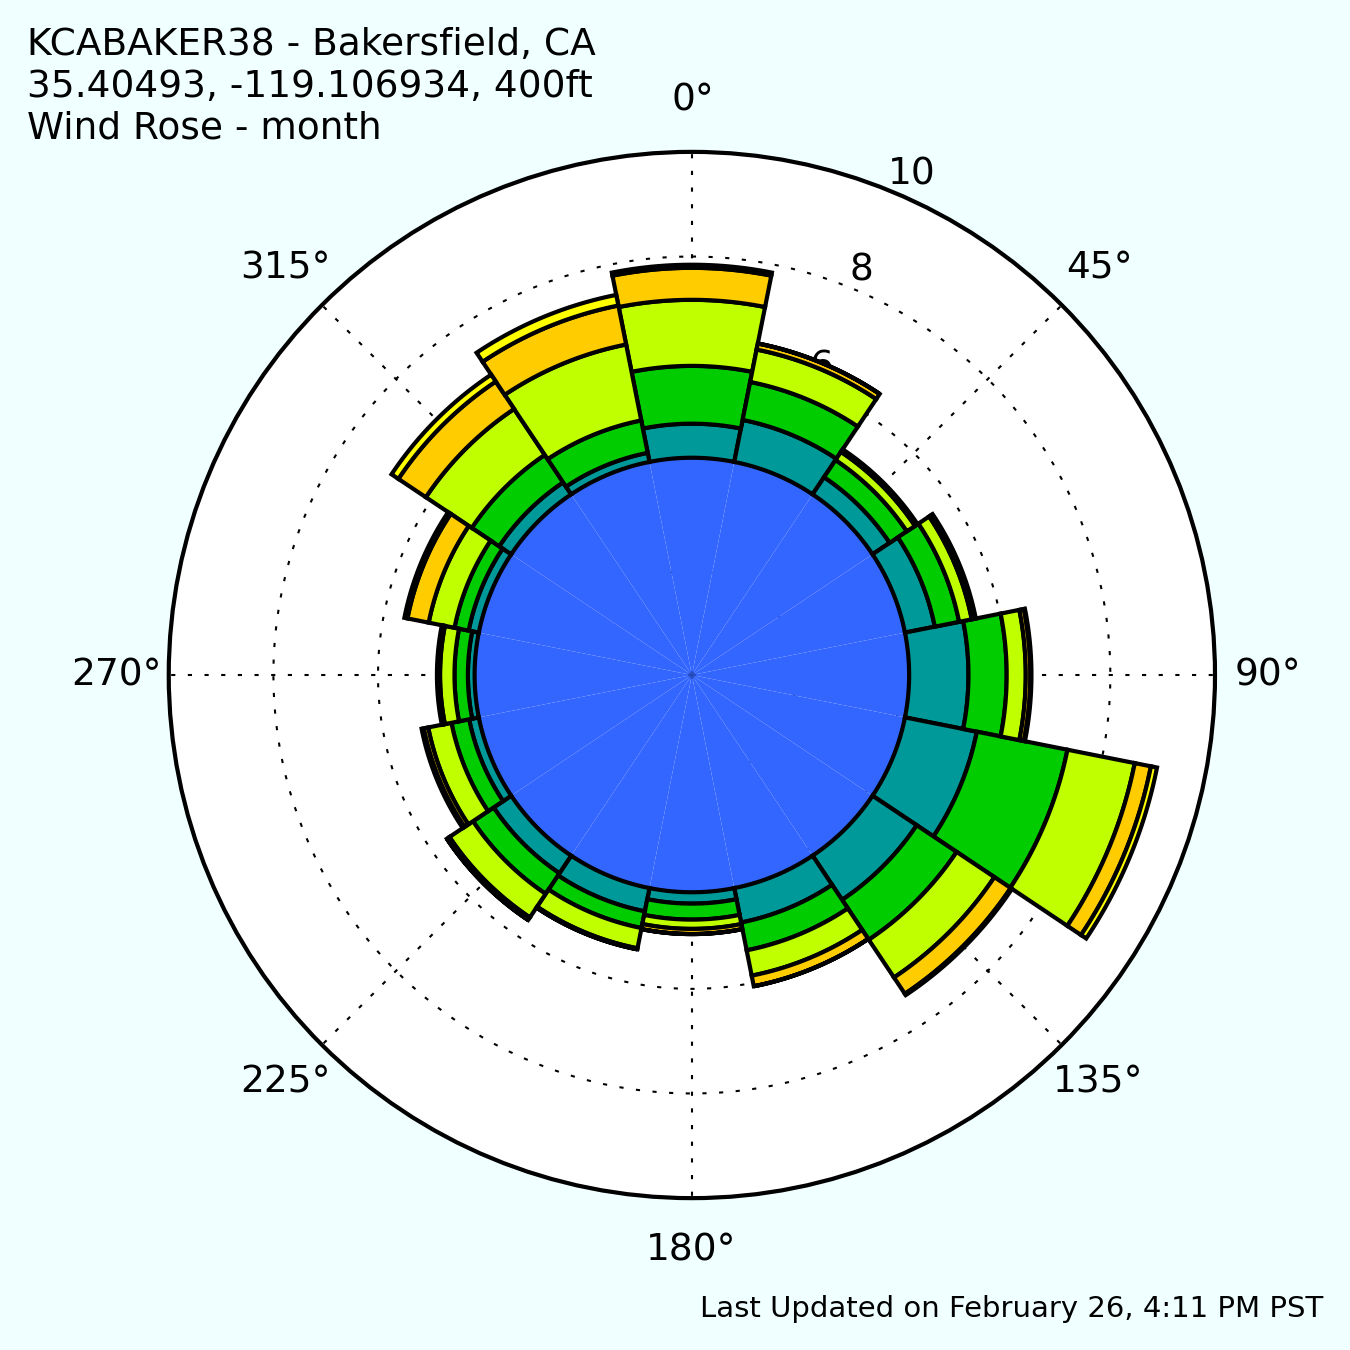 KCABAKER38 - Bakersfield, CA
35.40493, -119.106934, 400ft
Wind Rose - month
0°
10
315°
45°
8
6
270°
90°
225°
135°
180°
Last Updated on February 26, 4:11 PM PST